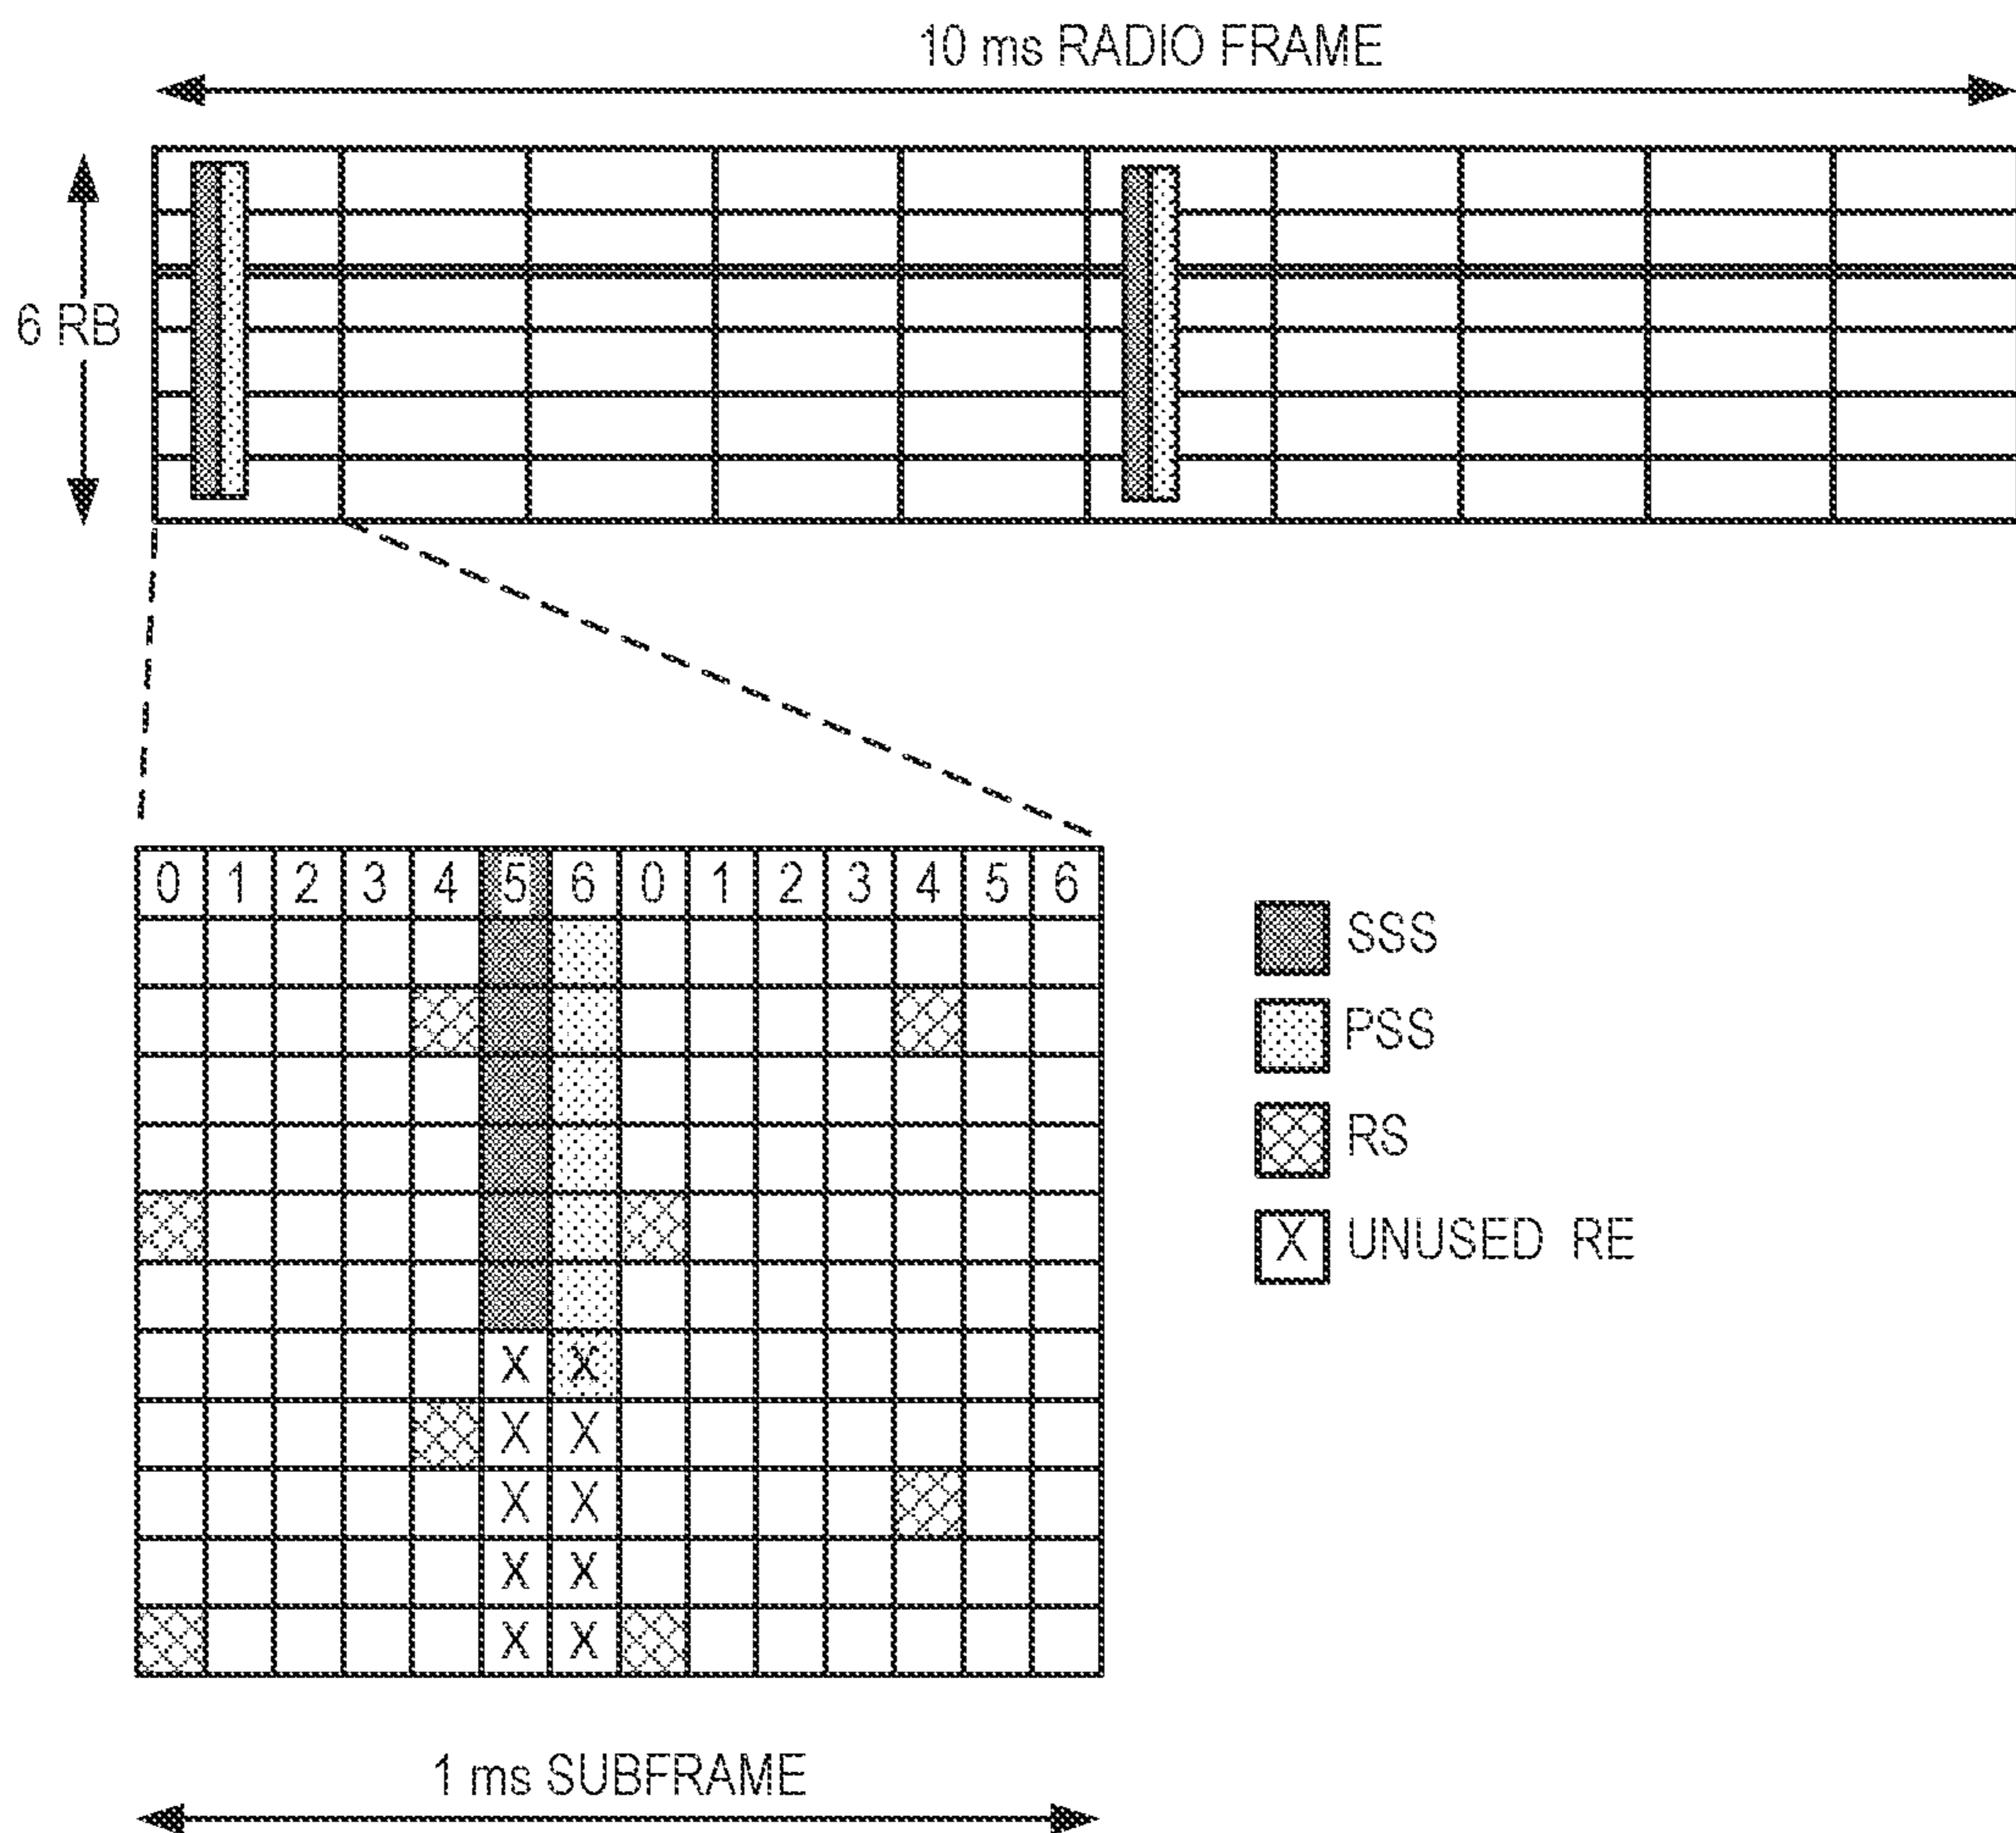 10 ms RADIO FRAME
6 RB
0 1 2 3 4 5 6 0 1 2 3 4 5 6
SSS
PSS
RS
X UNUSED RE
X X
X X
X X
X X
X X
1 ms SUBFRAME